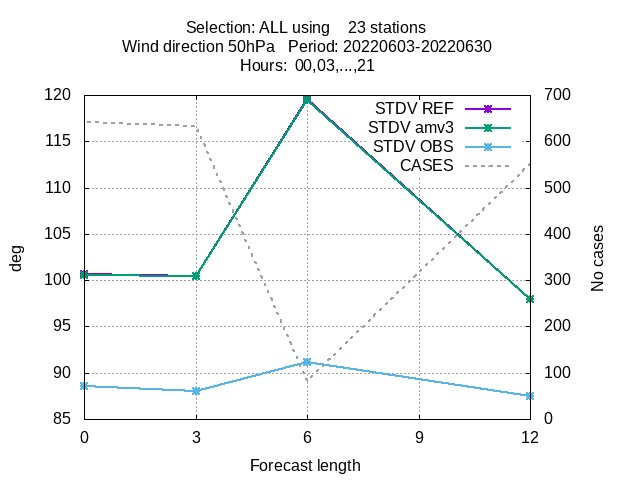 Selection: ALL using    23 stations
Wind direction 50hPa   Period: 20220603-20220630
Hours:  00,03,...,21
120
115
110
105
100
95
90
85
deg
700
600
500
400
300
200
100
0
No cases
STDV REF
STDV amv3
STDV OBS
CASES
0 3 6 9 12
Forecast length